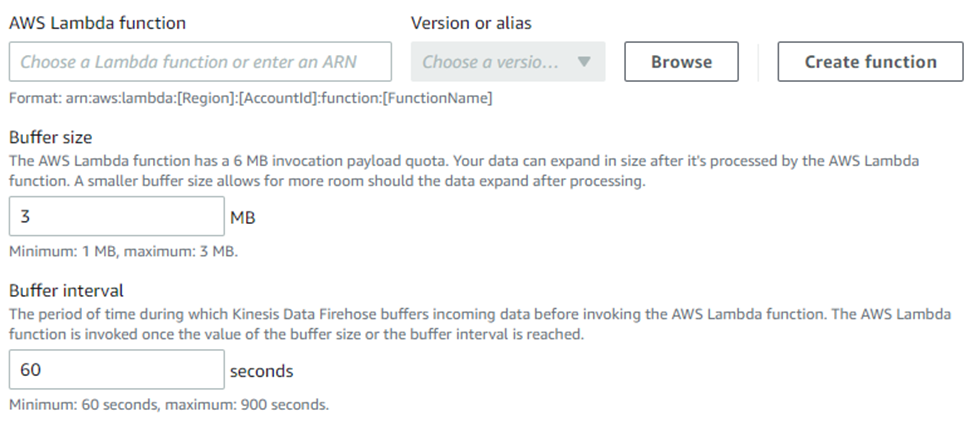 AWS Lambda function Version or alias
Choose a Lambda function or enter an ARN Choose a versio... Browse Create function
Format: arn:aws:lambda:[Region]:[AccountId]:function:[FunctionName]
Buffer size
The AWS Lambda function has a 6 MB invocation payload quota. Your data can expand in size after it's processed by the AWS Lambda
function. A smaller buffer size allows for more room should the data expand after processing.
3 MB
Minimum: 1 MB, maximum: 3 MB.
Buffer interval
The period of time during which Kinesis Data Firehose buffers incoming data before invoking the AWS Lambda function. The AWS Lambda
function is invoked once the value of the buffer size or the buffer interval is reached.
60 seconds
Minimum: 60 seconds, maximum: 900 seconds.